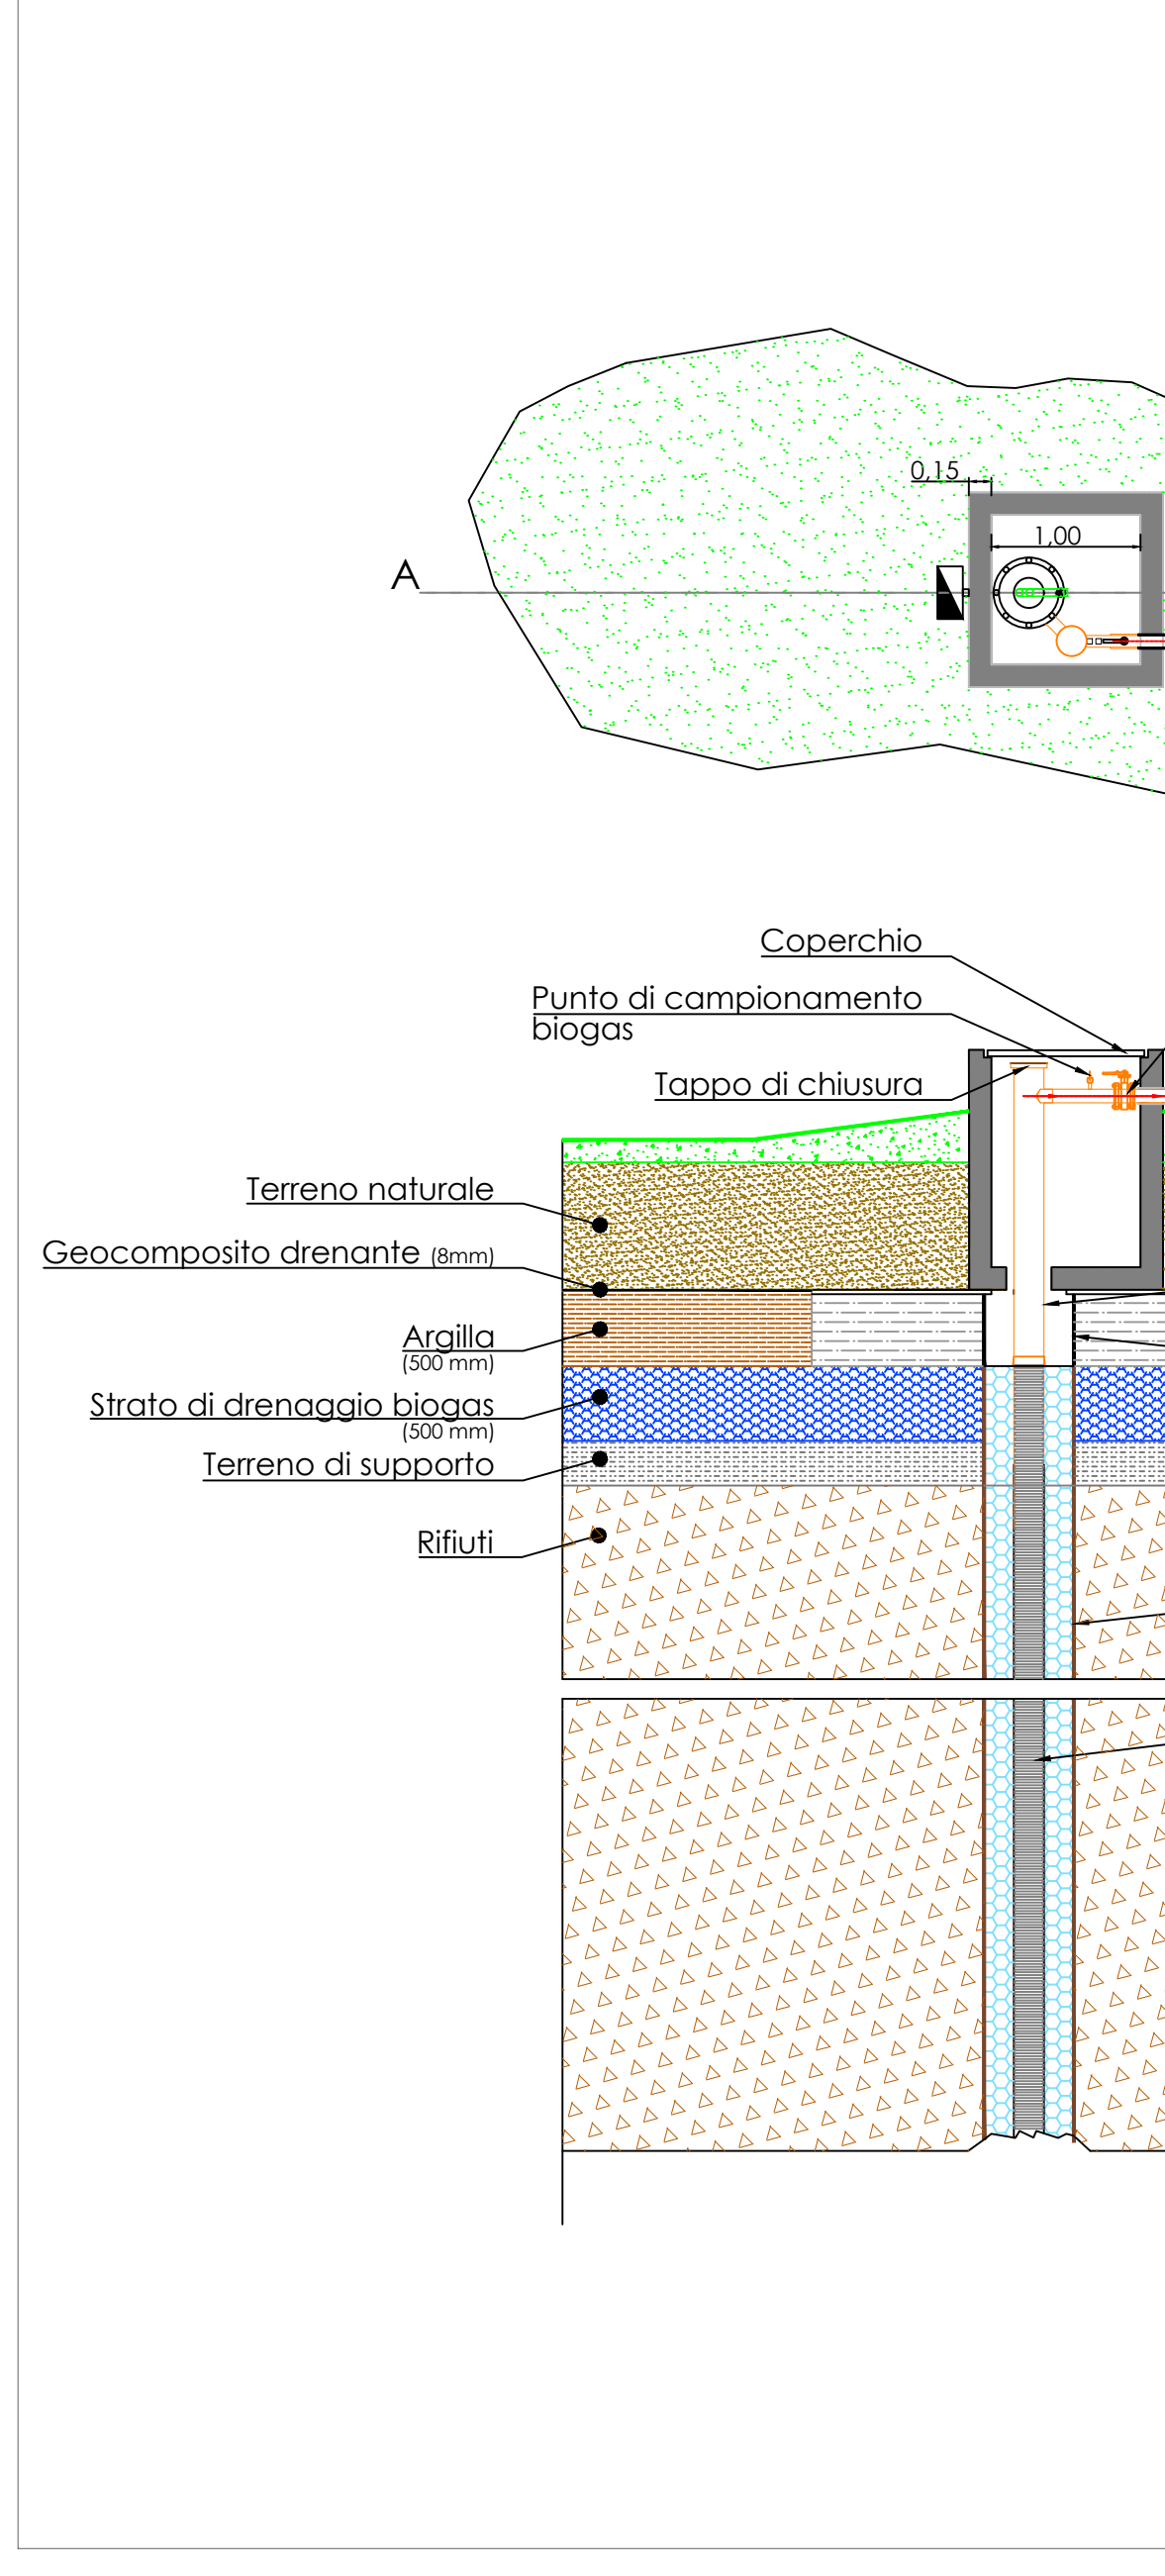 0,15
1,00
A
Coperchio
Punto di campionamento
biogas
Tappo di chiusura
Terreno naturale
Geocomposito drenante (8mm)
Argilla
(500 mm)
Strato di drenaggio biogas
(500 mm)
Terreno di supporto
Rifiuti